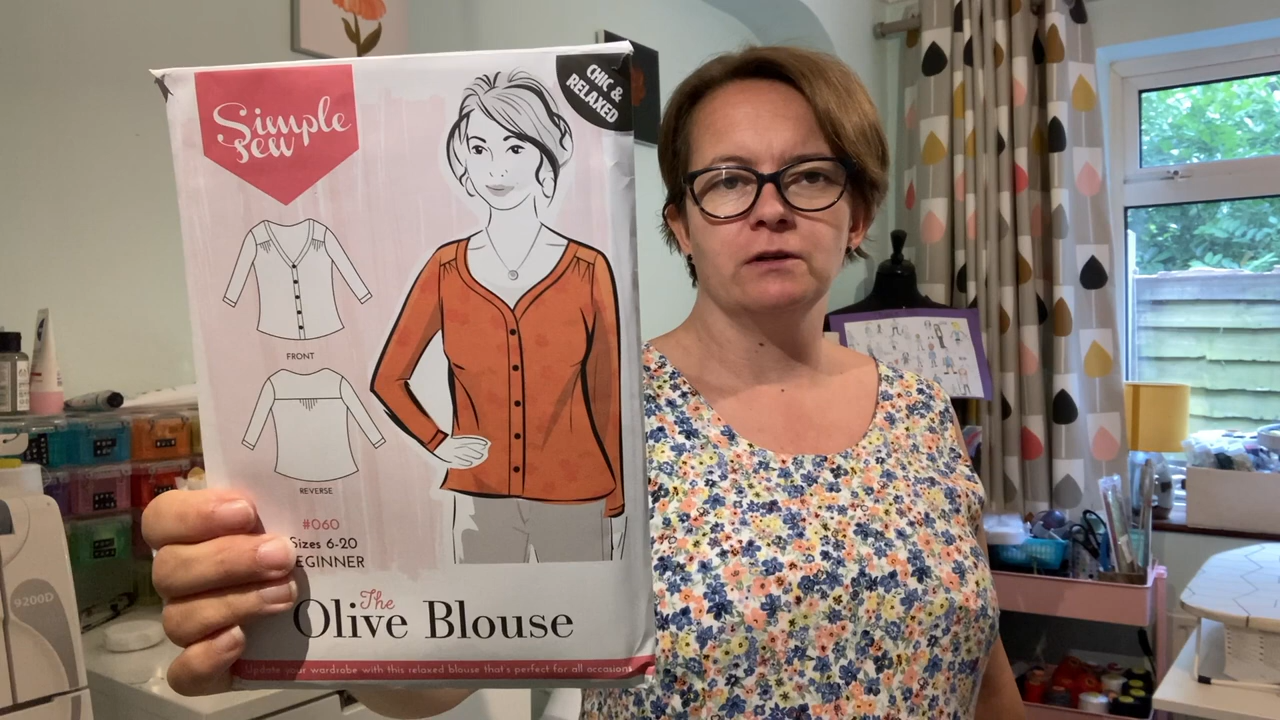 Simple
Sew
CHIC &
RELAXED
FRONT
REVERSE
#060
Sizes 6-20
EGINNER
The
Olive Blouse
Update your wardrobe with this relaxed blouse that's perfect for all occasions
9200D